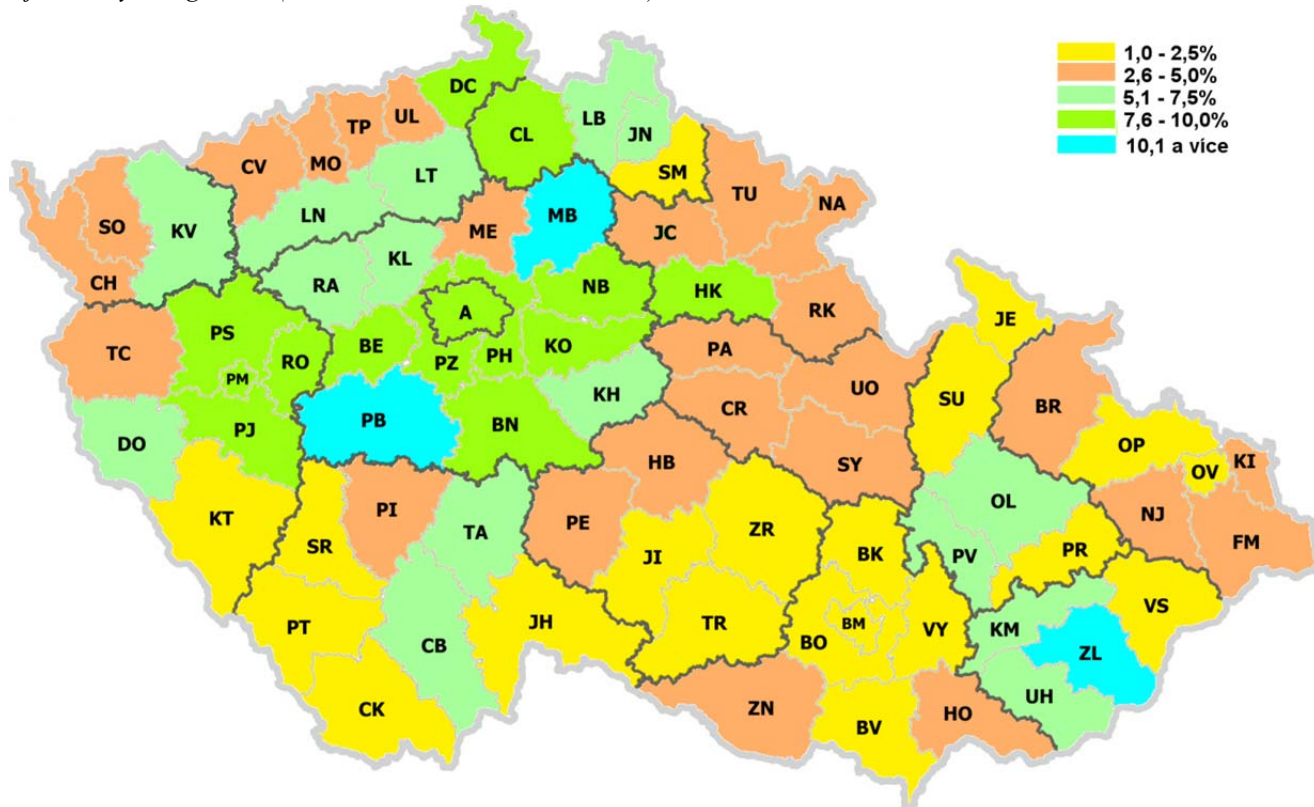 1,0 - 2,5%
2,6 - 5,0%
5,1 - 7,5%
7,6 - 10,0%
10,1 a více
DC
UL
TP
CL
LB
JN
CV
MO
LT
SM
TU
NA
SO
KV
LN
ME
MB
JC
CH
RA
KL
NB
HK
RK
JE
A
TC
PS
RO
PM
BE
PZ
PH
KO
PA
UO
SU
BR
DO
PJ
PB
BN
KH
CR
SY
OP
OV
KI
HB
KT
SR
PI
TA
PE
ZR
OL
NJ
FM
JI
BK
PV
PR
PT
CB
JH
TR
BO
BM
VY
KM
VS
ZL
UH
CK
ZN
BV
HO